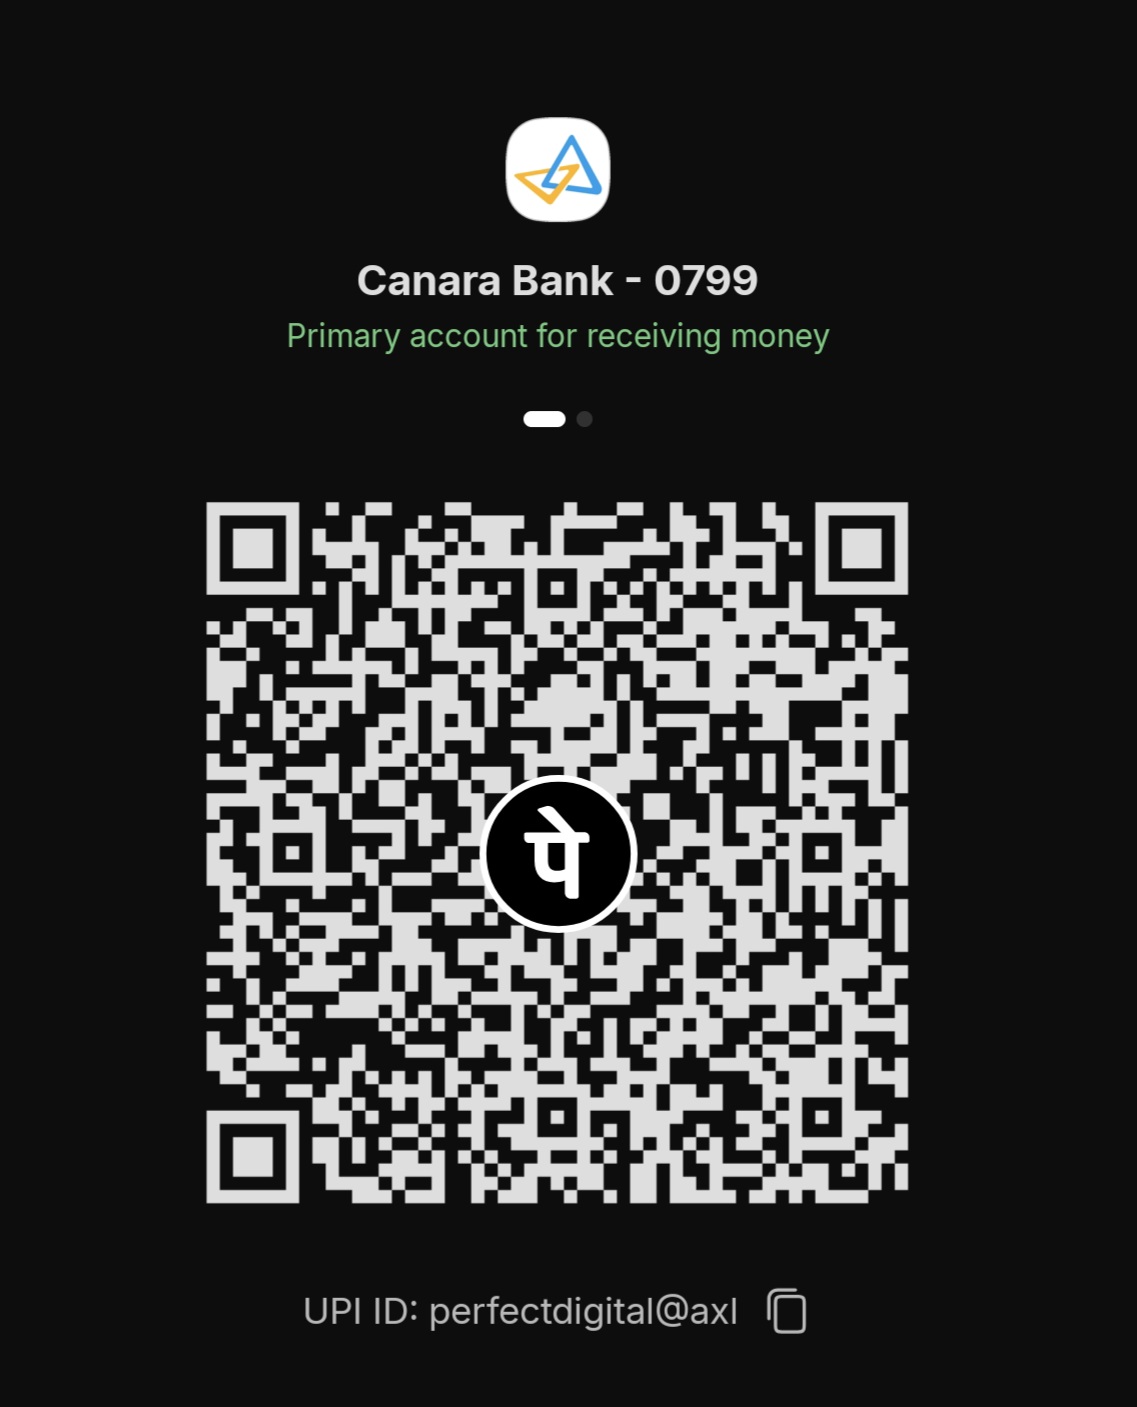 Canara Bank - 0799
Primary account for receiving money
पे
UPI ID: perfectdigital@axl